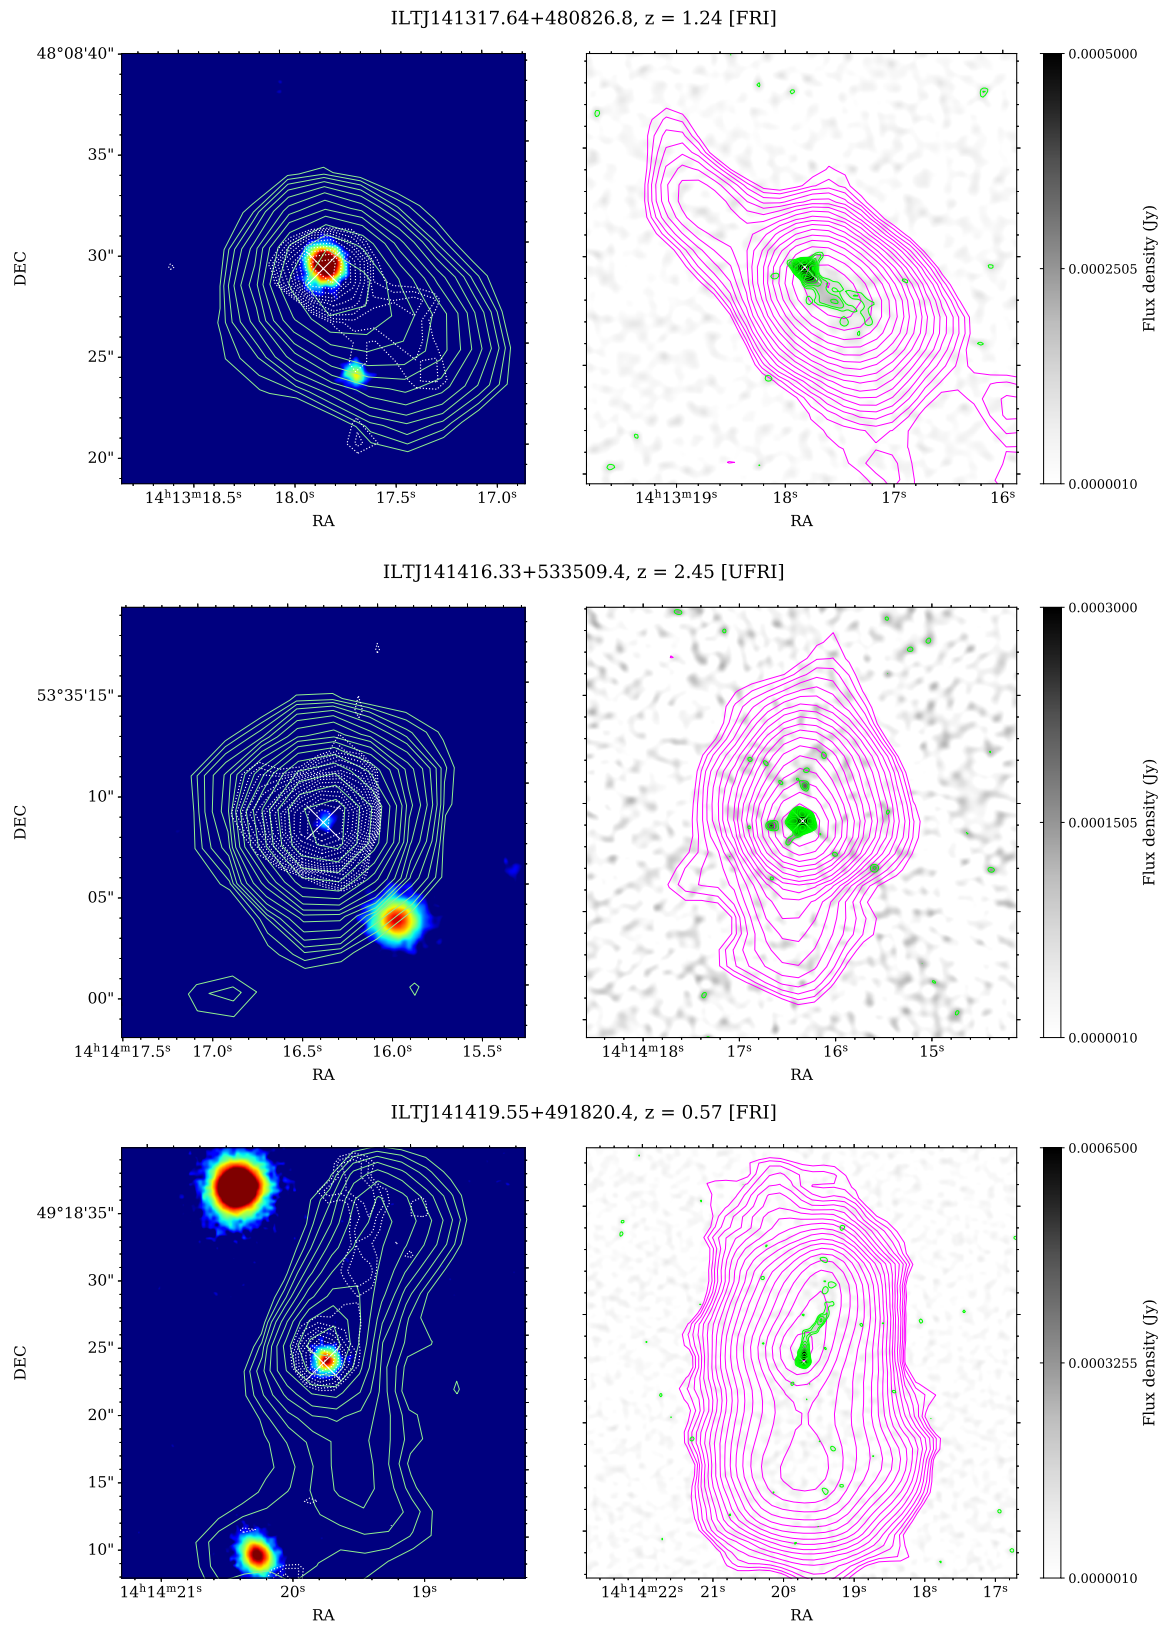 ILTJ141317.64+480826.8, z = 1.24 [FRI]
48°08'40"
35"
30"
25"
20"
DEC
14ʰ13ᵐ18.5ˢ 18.0ˢ 17.5ˢ 17.0ˢ
RA
14ʰ13ᵐ19ˢ 18ˢ 17ˢ 16ˢ
RA
0.0005000
0.0002505
0.0000010
Flux density (Jy)
ILTJ141416.33+533509.4, z = 2.45 [UFRI]
53°35'15"
10"
05"
00"
DEC
14ʰ14ᵐ17.5ˢ 17.0ˢ 16.5ˢ 16.0ˢ 15.5ˢ
RA
14ʰ14ᵐ18ˢ 17ˢ 16ˢ 15ˢ
RA
0.0003000
0.0001505
0.0000010
Flux density (Jy)
ILTJ141419.55+491820.4, z = 0.57 [FRI]
49°18'35"
30"
25"
20"
15"
10"
DEC
14ʰ14ᵐ21ˢ 20ˢ 19ˢ
RA
14ʰ14ᵐ22ˢ 21ˢ 20ˢ 19ˢ 18ˢ 17ˢ
RA
0.0006500
0.0003255
0.0000010
Flux density (Jy)